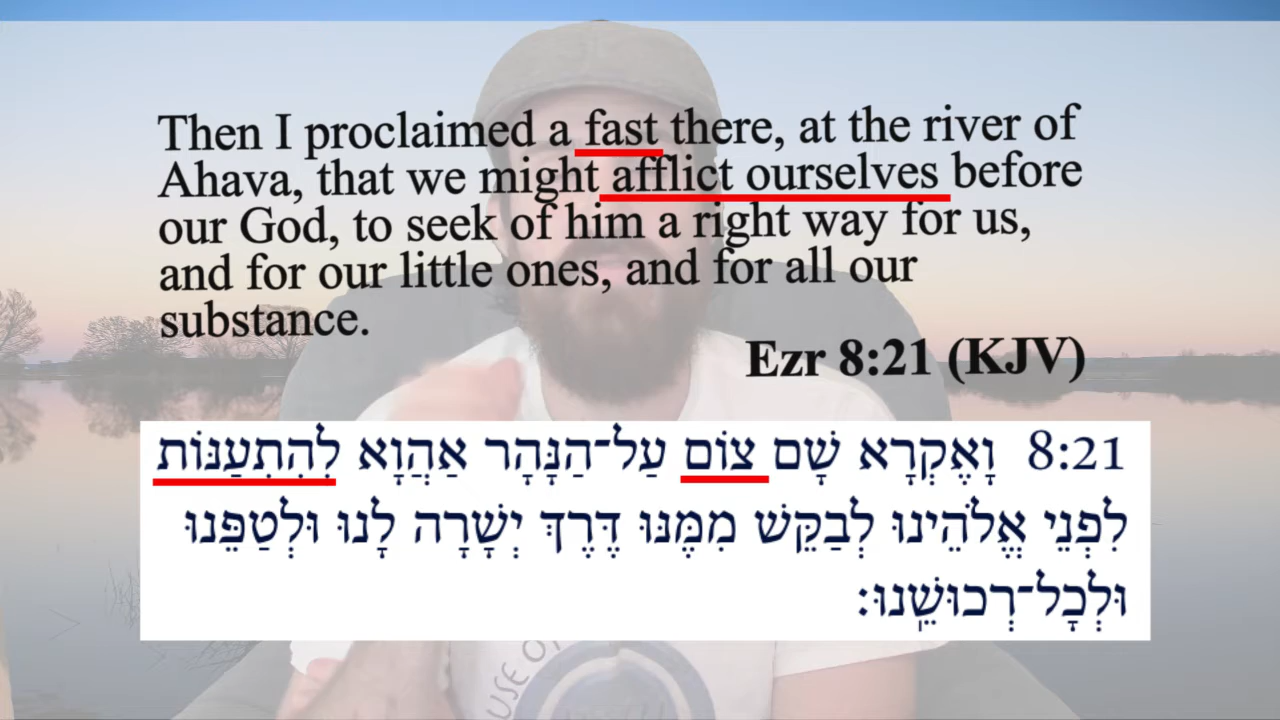 Then I proclaimed a fast there, at the river of
Ahava, that we might afflict ourselves before
our God, to seek of him a right way for us,
and for our little ones, and for all our
substance.
Ezr 8:21 (KJV)
8:21 וָאֶקְרָא שָׁם צוֹם עַל־הַנָּהָר אַהֲוָא לְהִתְעַנּוֹת
לִפְנֵי אֱלֹהֵינוּ לְבַקֵּשׁ מִמֶּנּוּ דֶּרֶךְ יְשָׁרָה לָנוּ וּלְטַפֵּנוּ
וּלְכָל־רְכוּשֵׁנוּ׃
USE OF